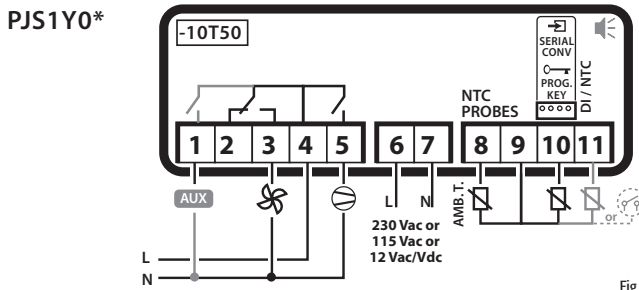 PJS1Y0*
-10T50
SERIAL
CONV
PROG.
KEY
DI / NTC
NTC
PROBES
1 2 3 4 5 6 7 8 9 10 11
AUX
L N
AMB.T.
or
230 Vac or
115 Vac or
12 Vac/Vdc
L
N
Fig